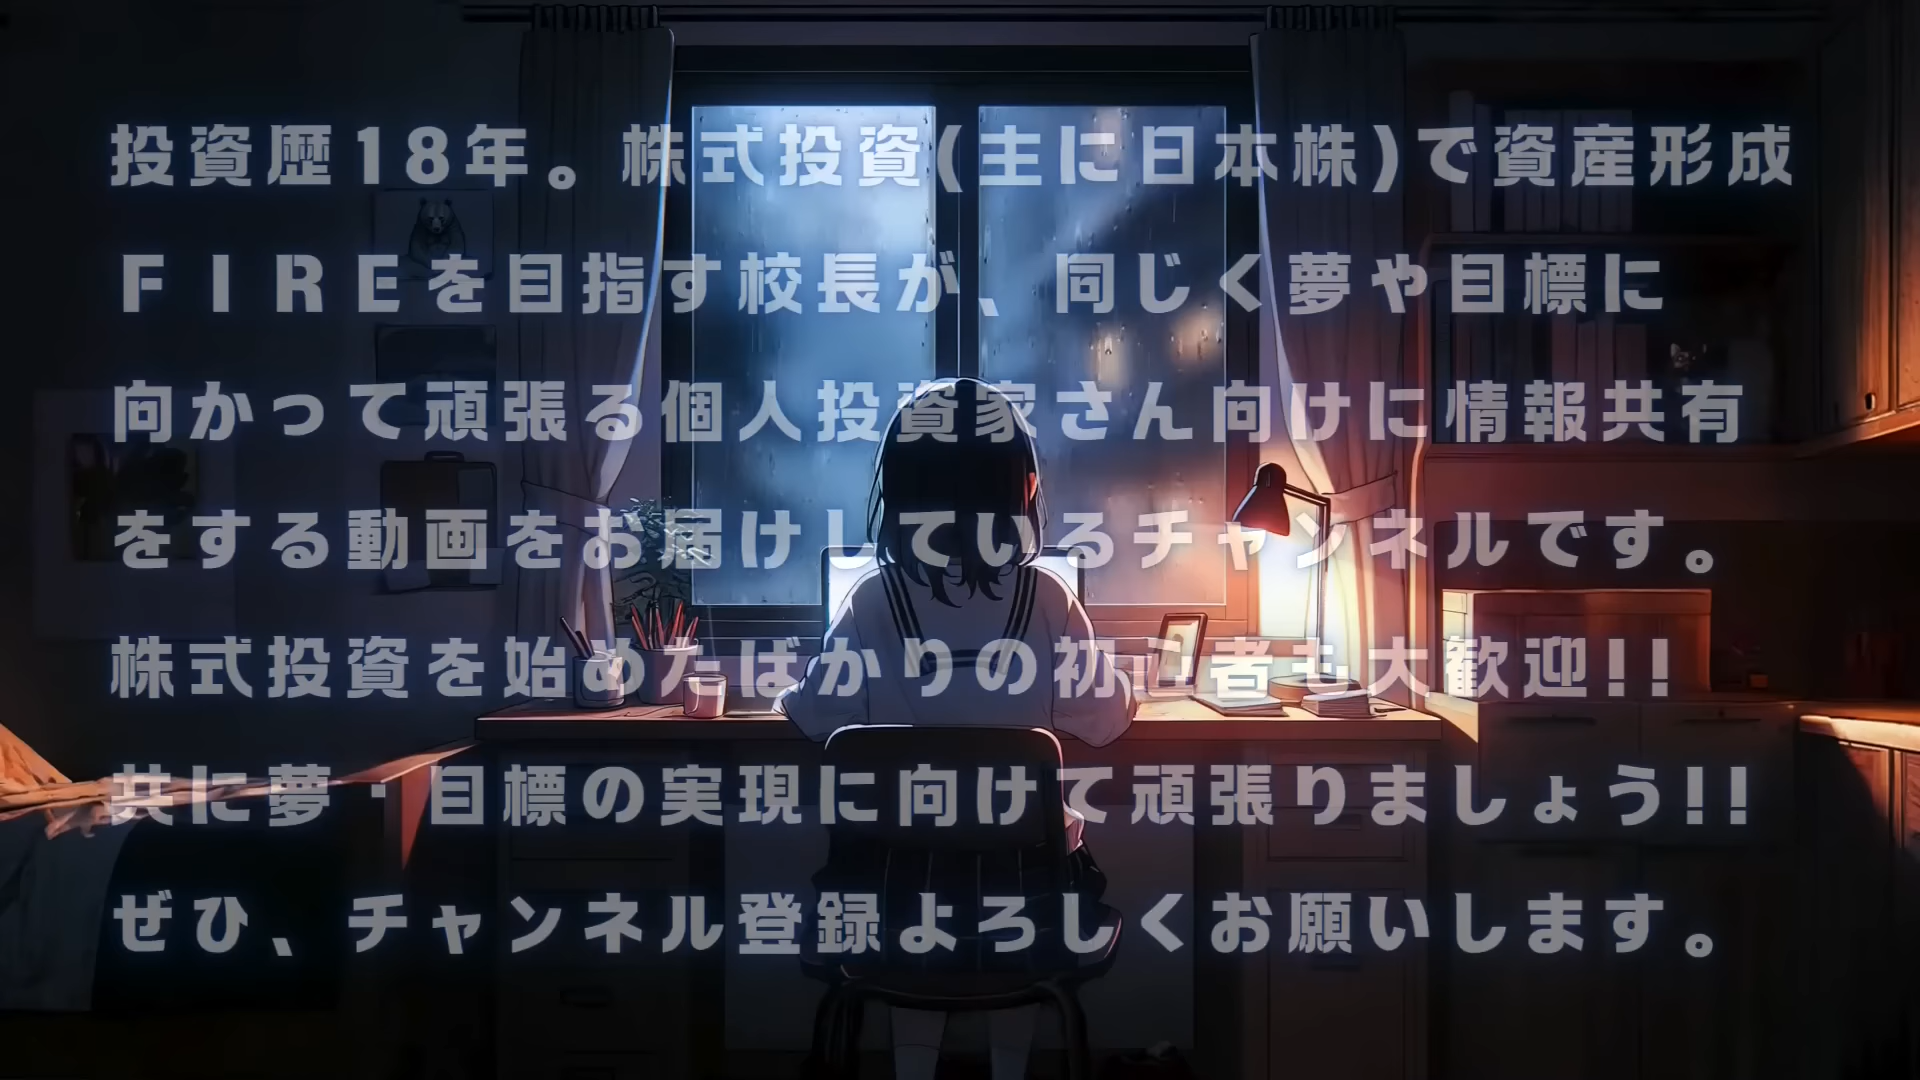 投資歴18年。株式投資(主に日本株)で資産形成
ＦＩＲＥを目指す校長が、同じく夢や目標に
向かって頑張る個人投資家さん向けに情報共有
をする動画をお届けしているチャンネルです。
株式投資を始めたばかりの初心者も大歓迎!!
共に夢・目標の実現に向けて頑張りましょう!!
ぜひ、チャンネル登録よろしくお願いします。